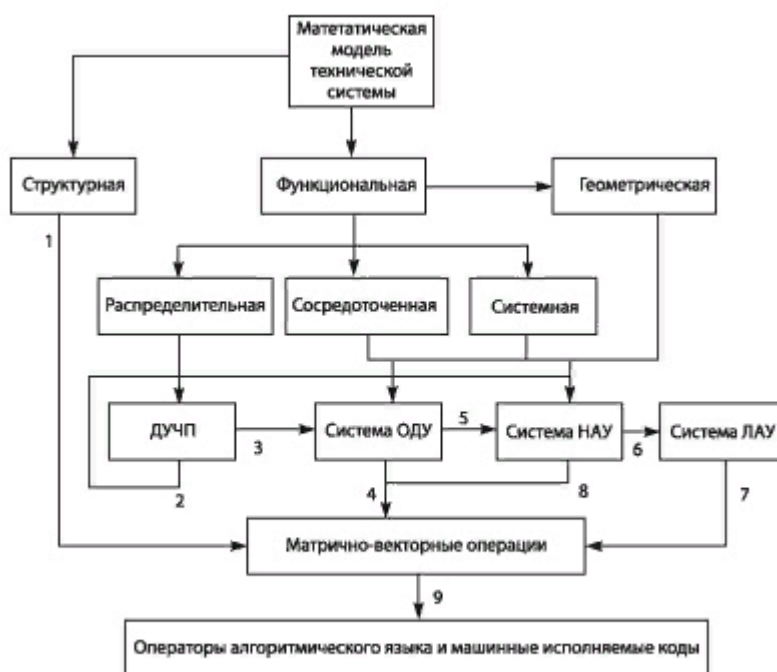 Матетатическая
модель
технической
системы
Структурная
Функциональная
Геометрическая
1
Распределительная
Сосредоточенная
Системная
ДУЧП
3
Система ОДУ
5
Система НАУ
6
Система ЛАУ
2
4
8
7
Матрично-векторные операции
9
Операторы алгоритмического языка и машинные исполняемые коды